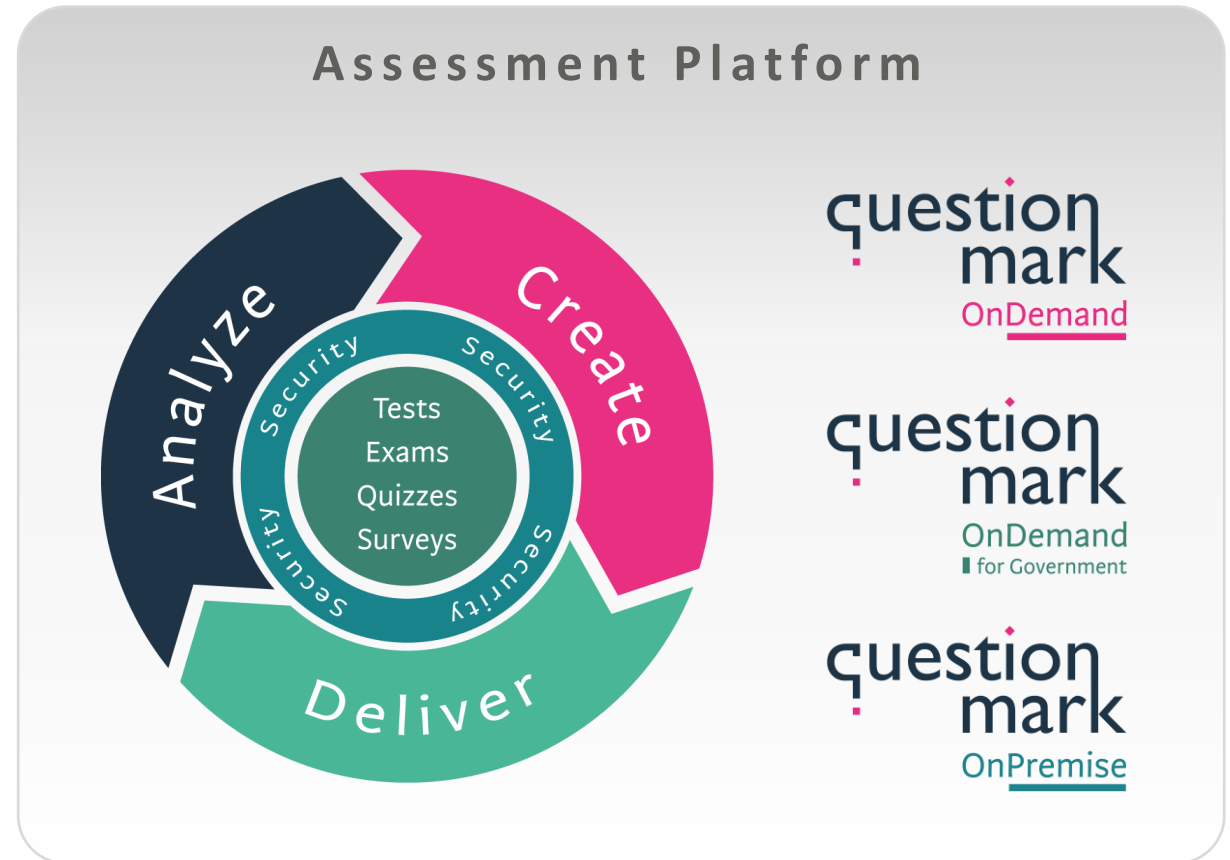 Assessment Platform
Analyze
Create
Deliver
Security
Security
Security
Security
Tests
Exams
Quizzes
Surveys
question
mark
OnDemand
question
mark
OnDemand
for Government
question
mark
OnPremise